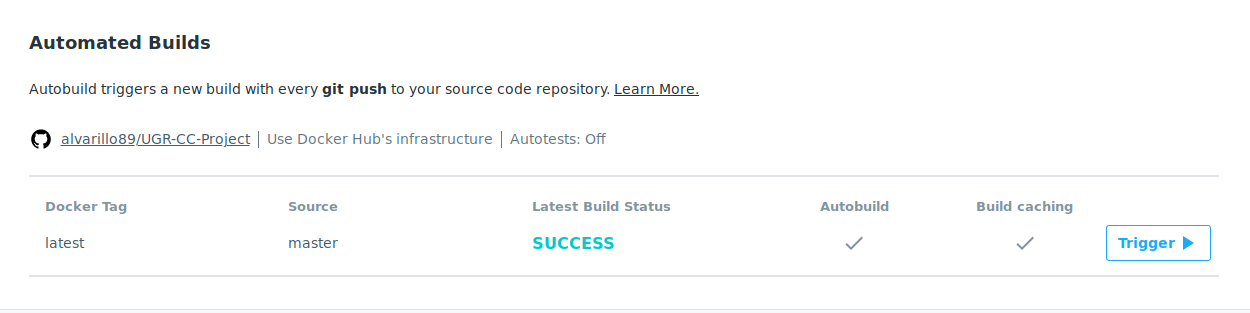 Automated Builds
Autobuild triggers a new build with every git push to your source code repository. Learn More.
alvarillo89/UGR-CC-Project | Use Docker Hub's infrastructure | Autotests: Off
Docker Tag Source Latest Build Status Autobuild Build caching
latest master SUCCESS Trigger